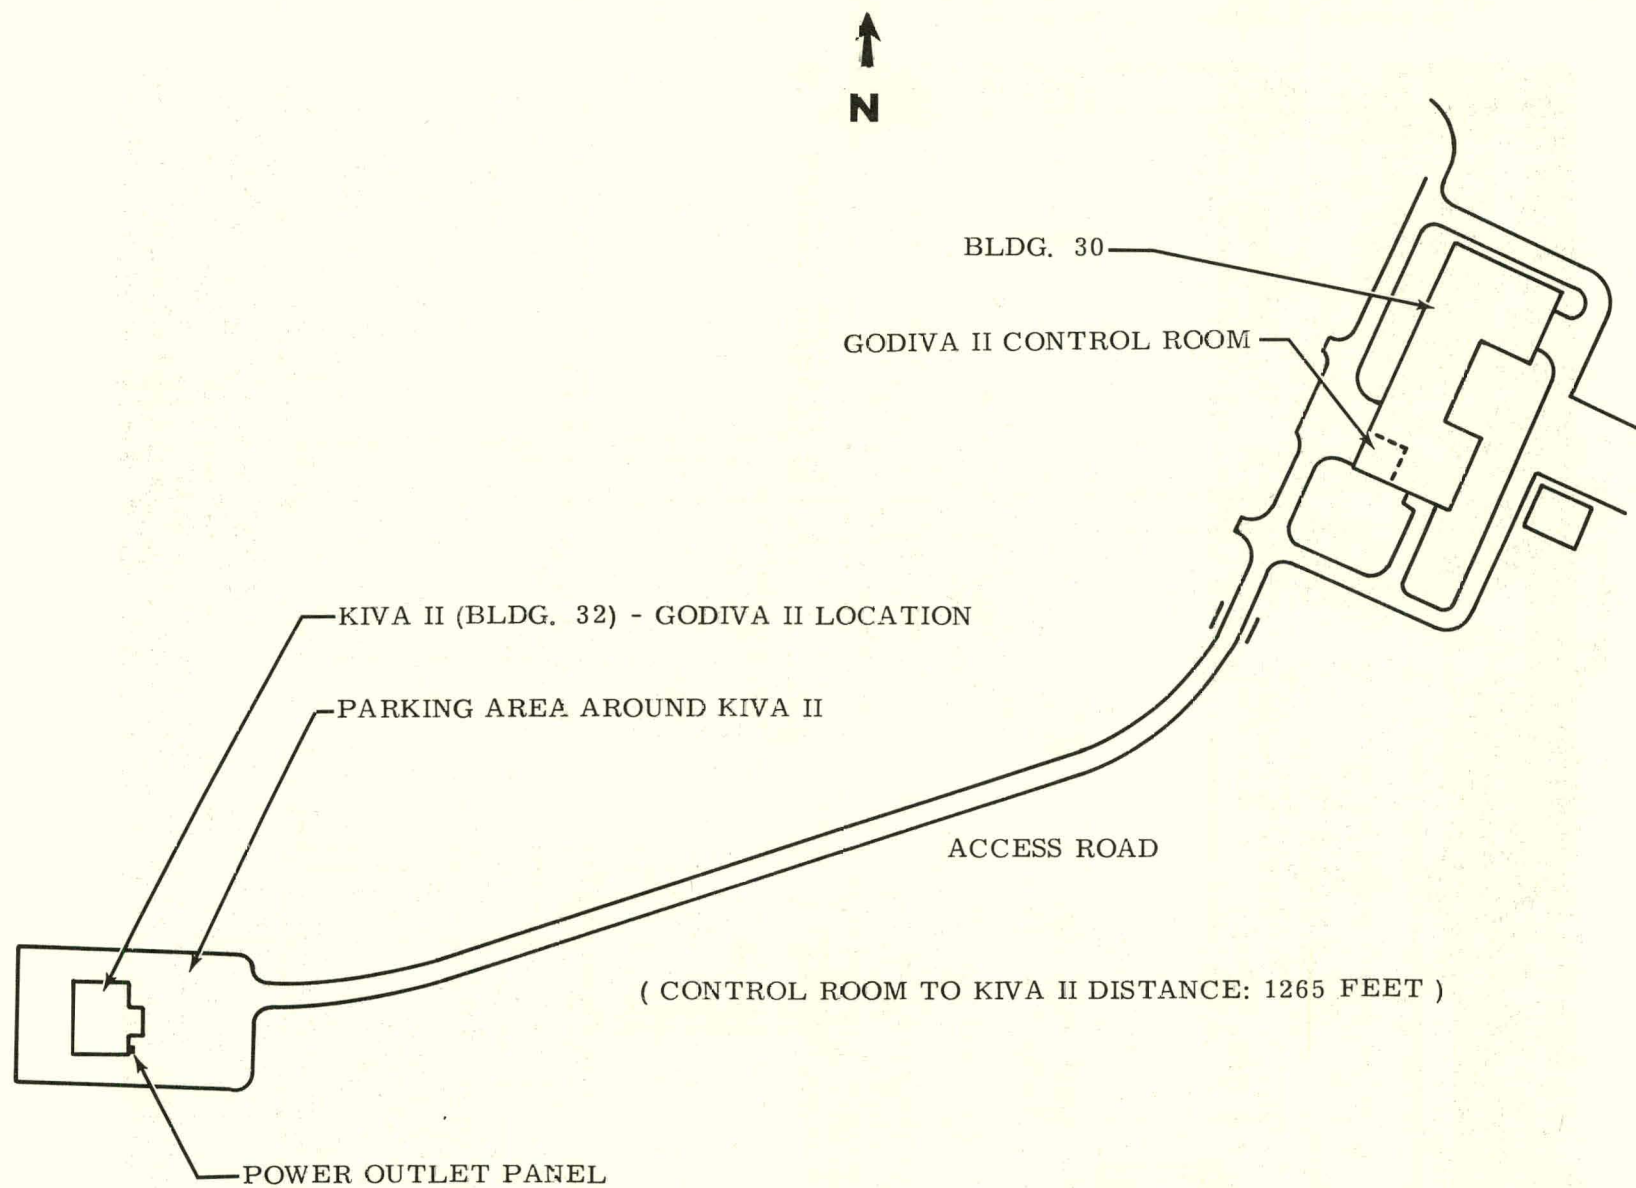 N
BLDG. 30
GODIVA II CONTROL ROOM
KIVA II (BLDG. 32) - GODIVA II LOCATION
PARKING AREA AROUND KIVA II
ACCESS ROAD
( CONTROL ROOM TO KIVA II DISTANCE: 1265 FEET )
POWER OUTLET PANEL